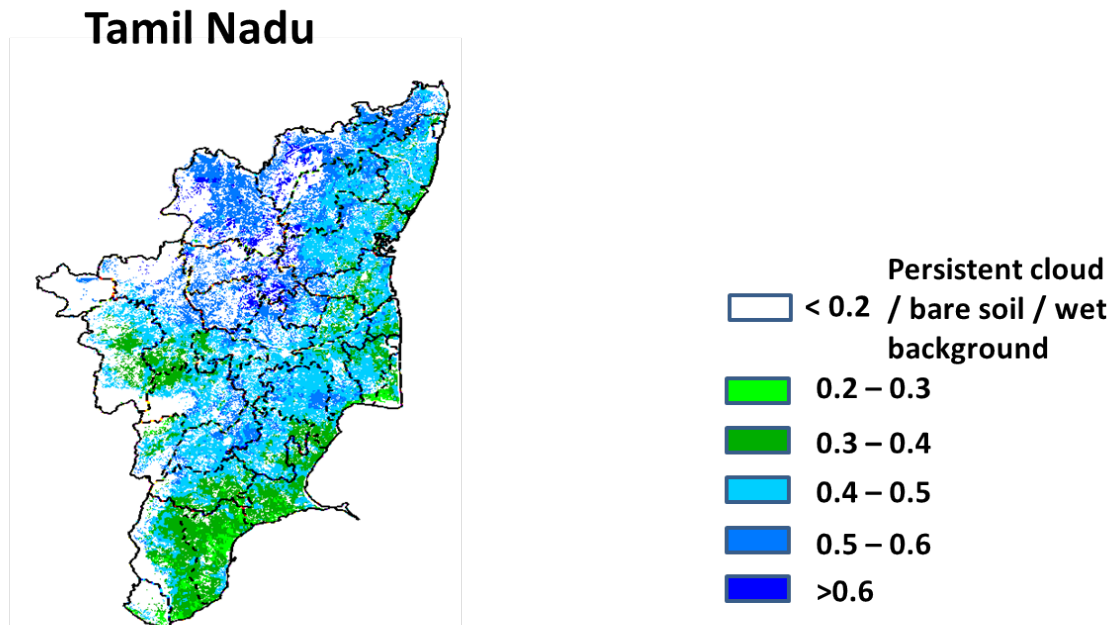 Tamil Nadu
< 0.2
Persistent cloud
/ bare soil / wet
background
0.2 – 0.3
0.3 – 0.4
0.4 – 0.5
0.5 – 0.6
>0.6